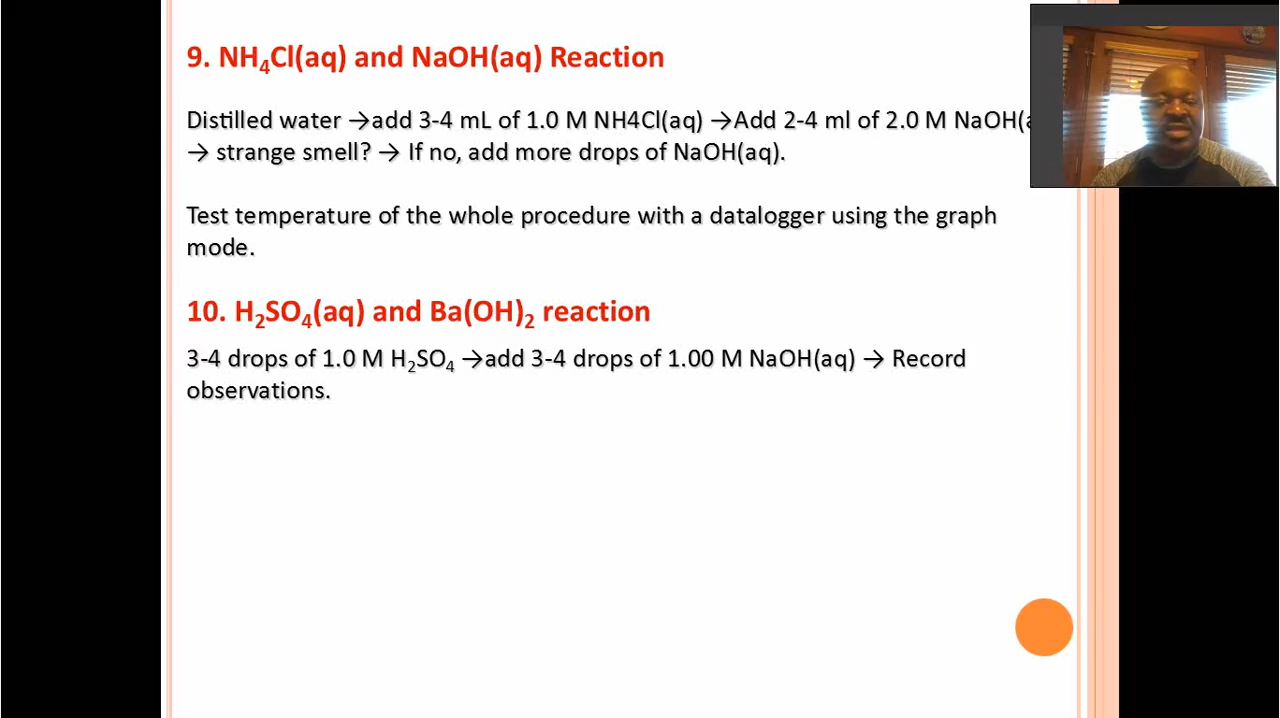 9. NH₄Cl(aq) and NaOH(aq) Reaction
Distilled water →add 3-4 mL of 1.0 M NH4Cl(aq) →Add 2-4 ml of 2.0 M NaOH(
→ strange smell? → If no, add more drops of NaOH(aq).
Test temperature of the whole procedure with a datalogger using the graph
mode.
10. H₂SO₄(aq) and Ba(OH)₂ reaction
3-4 drops of 1.0 M H₂SO₄ →add 3-4 drops of 1.00 M NaOH(aq) → Record
observations.